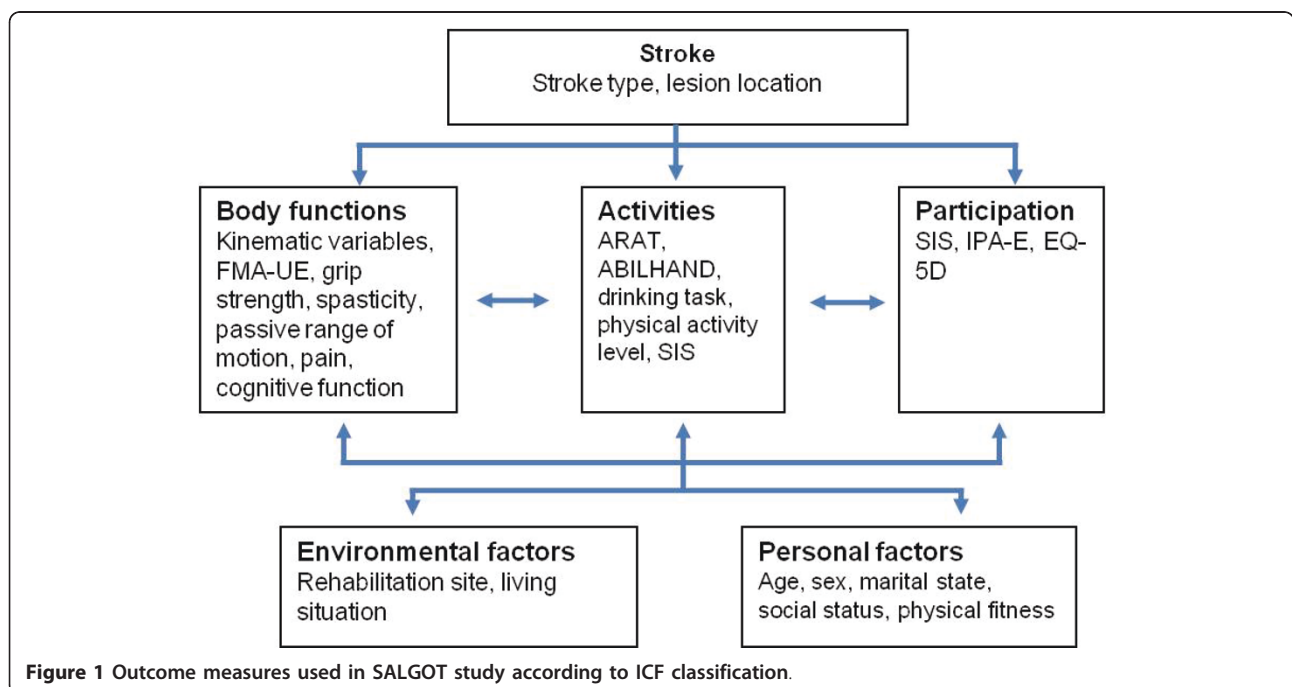 Stroke
Stroke type, lesion location
Body functions
Kinematic variables,
FMA-UE, grip
strength, spasticity,
passive range of
motion, pain,
cognitive function
Activities
ARAT,
ABILHAND,
drinking task,
physical activity
level, SIS
Participation
SIS, IPA-E, EQ-
5D
Environmental factors
Rehabilitation site, living
situation
Personal factors
Age, sex, marital state,
social status, physical fitness
Figure 1 Outcome measures used in SALGOT study according to ICF classification.